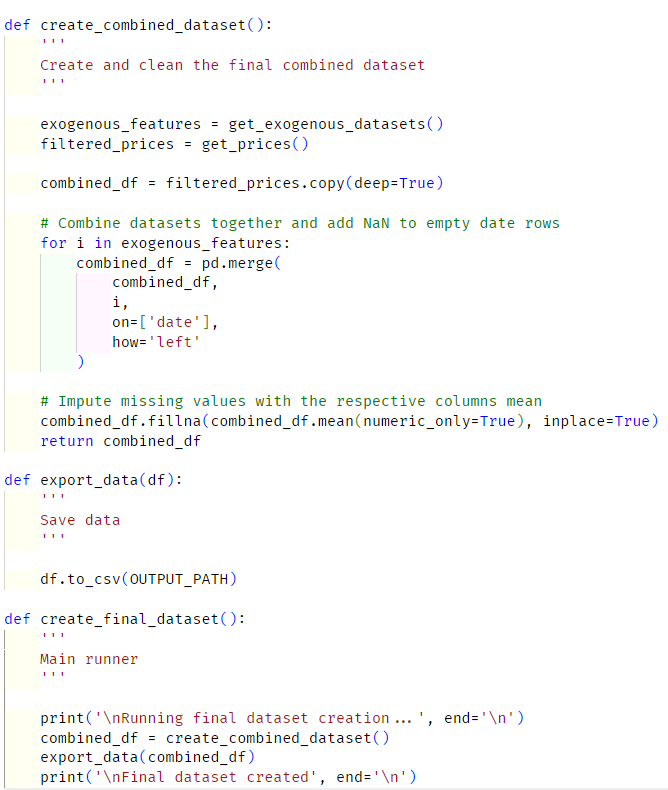 def create_combined_dataset():
    '''
    Create and clean the final combined dataset
    '''
    exogenous_features = get_exogenous_datasets()
    filtered_prices = get_prices()
    combined_df = filtered_prices.copy(deep=True)
    # Combine datasets together and add NaN to empty date rows
    for i in exogenous_features:
        combined_df = pd.merge(
            combined_df,
            i,
            on=['date'],
            how='left'
        )
    # Impute missing values with the respective columns mean
    combined_df.fillna(combined_df.mean(numeric_only=True), inplace=True)
    return combined_df
def export_data(df):
    '''
    Save data
    '''
    df.to_csv(OUTPUT_PATH)
def create_final_dataset():
    '''
    Main runner
    '''
    print('\nRunning final dataset creation...', end='\n')
    combined_df = create_combined_dataset()
    export_data(combined_df)
    print('\nFinal dataset created', end='\n')